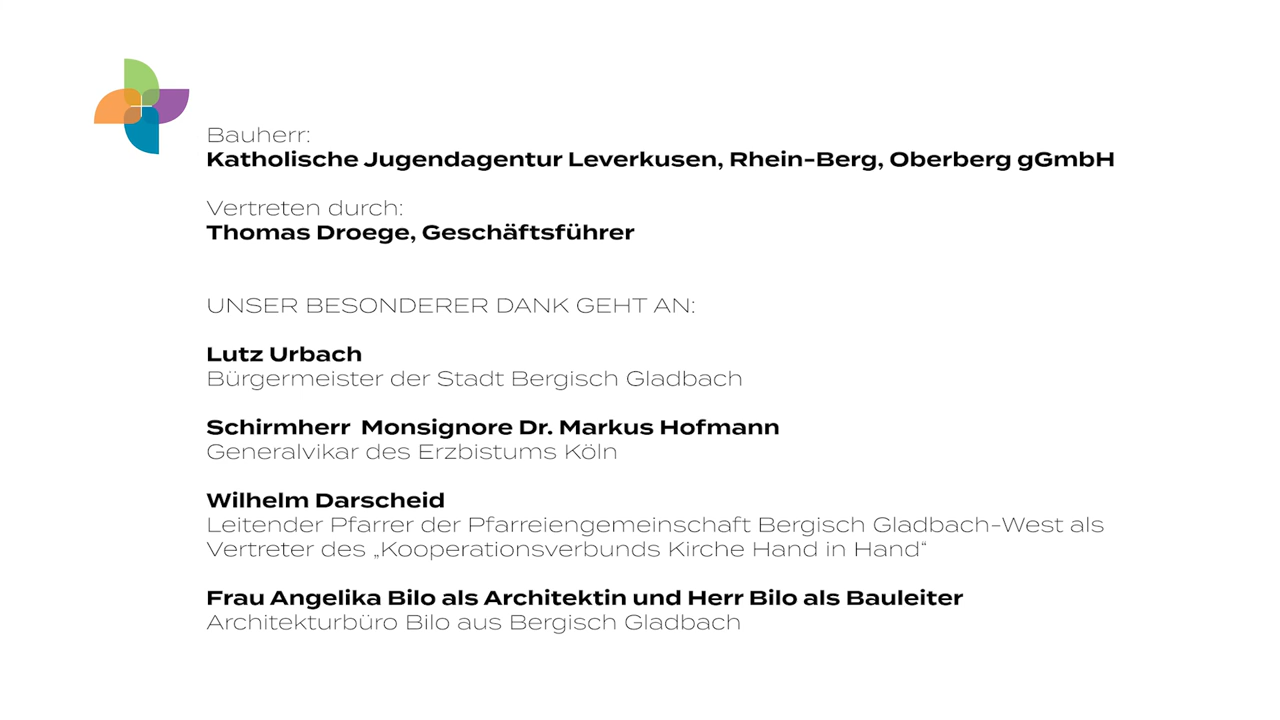 Bauherr:
Katholische Jugendagentur Leverkusen, Rhein-Berg, Oberberg gGmbH
Vertreten durch:
Thomas Droege, Geschäftsführer
UNSER BESONDERER DANK GEHT AN:
Lutz Urbach
Bürgermeister der Stadt Bergisch Gladbach
Schirmherr  Monsignore Dr. Markus Hofmann
Generalvikar des Erzbistums Köln
Wilhelm Darscheid
Leitender Pfarrer der Pfarreiengemeinschaft Bergisch Gladbach-West als
Vertreter des „Kooperationsverbunds Kirche Hand in Hand“
Frau Angelika Bilo als Architektin und Herr Bilo als Bauleiter
Architekturbüro Bilo aus Bergisch Gladbach